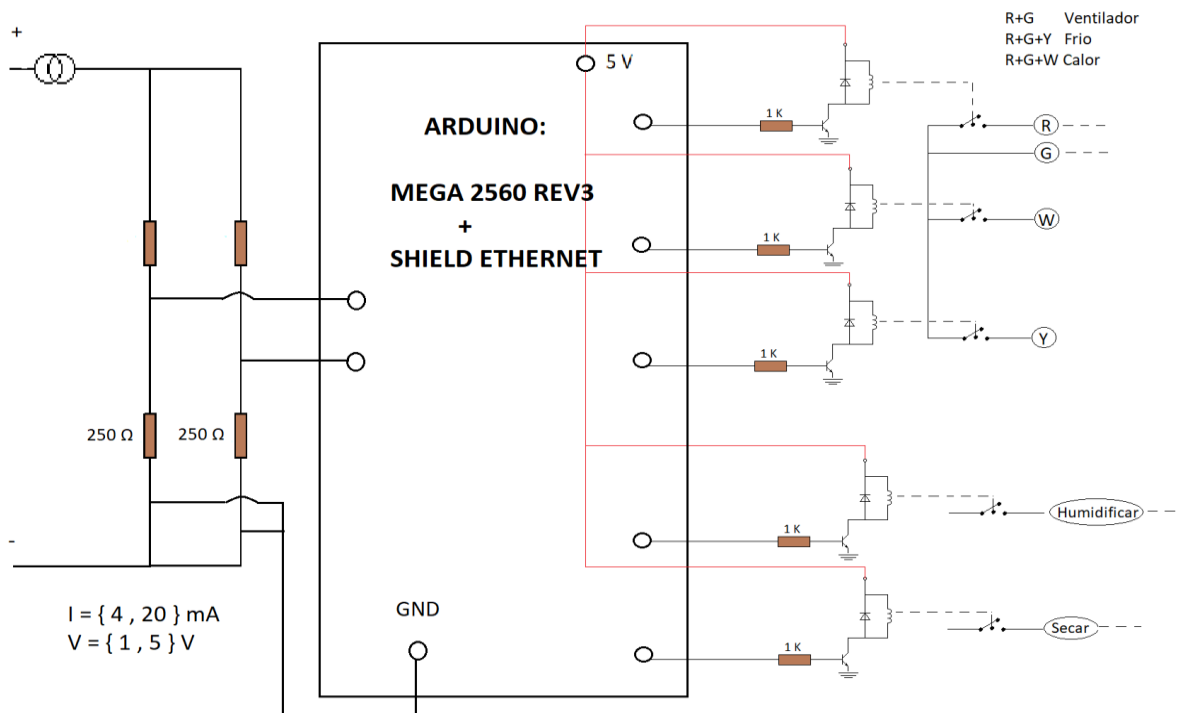 +
R+G Ventilador
R+G+Y Frio
R+G+W Calor
5 V
ARDUINO:
MEGA 2560 REV3
+
SHIELD ETHERNET
1 K
R
G
1 K
W
1 K
Y
250 Ω 250 Ω
1 K
Humidificar
-
I = { 4 , 20 } mA
V = { 1 , 5 } V
GND
1 K
Secar